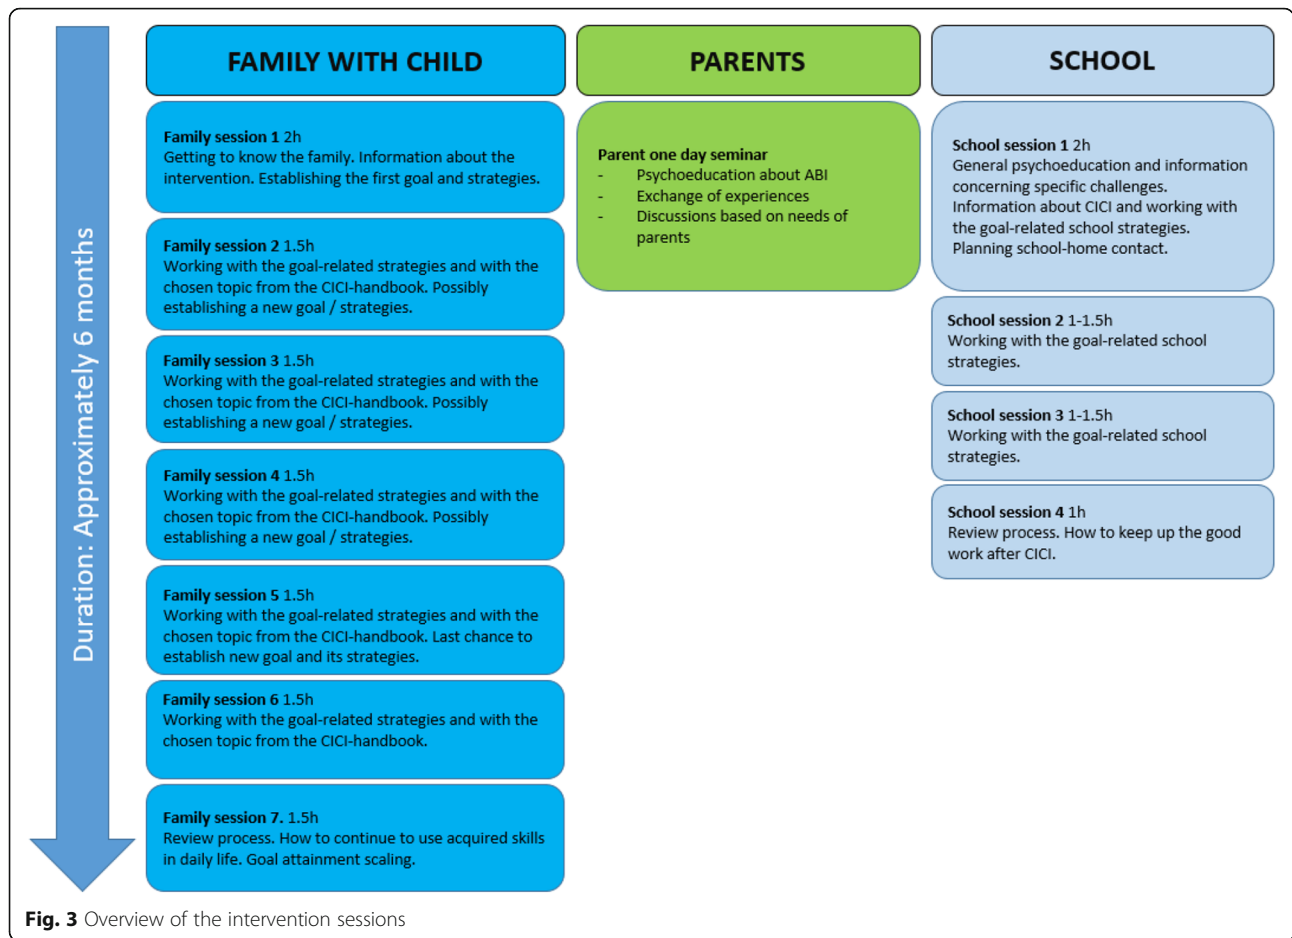 Duration: Approximately 6 months
FAMILY WITH CHILD
Family session 1 2h
Getting to know the family. Information about the
intervention. Establishing the first goal and strategies.
Family session 2 1.5h
Working with the goal-related strategies and with the
chosen topic from the CICI-handbook. Possibly
establishing a new goal / strategies.
Family session 3 1.5h
Working with the goal-related strategies and with the
chosen topic from the CICI-handbook. Possibly
establishing a new goal / strategies.
Family session 4 1.5h
Working with the goal-related strategies and with the
chosen topic from the CICI-handbook. Possibly
establishing a new goal / strategies.
Family session 5 1.5h
Working with the goal-related strategies and with the
chosen topic from the CICI-handbook. Last chance to
establish new goal and its strategies.
Family session 6 1.5h
Working with the goal-related strategies and with the
chosen topic from the CICI-handbook.
Family session 7. 1.5h
Review process. How to continue to use acquired skills
in daily life. Goal attainment scaling.
PARENTS
Parent one day seminar
- Psychoeducation about ABI
- Exchange of experiences
- Discussions based on needs of
parents
SCHOOL
School session 1 2h
General psychoeducation and information
concerning specific challenges.
Information about CICI and working with
the goal-related school strategies.
Planning school-home contact.
School session 2 1-1.5h
Working with the goal-related school
strategies.
School session 3 1-1.5h
Working with the goal-related school
strategies.
School session 4 1h
Review process. How to keep up the good
work after CICI.
Fig. 3 Overview of the intervention sessions